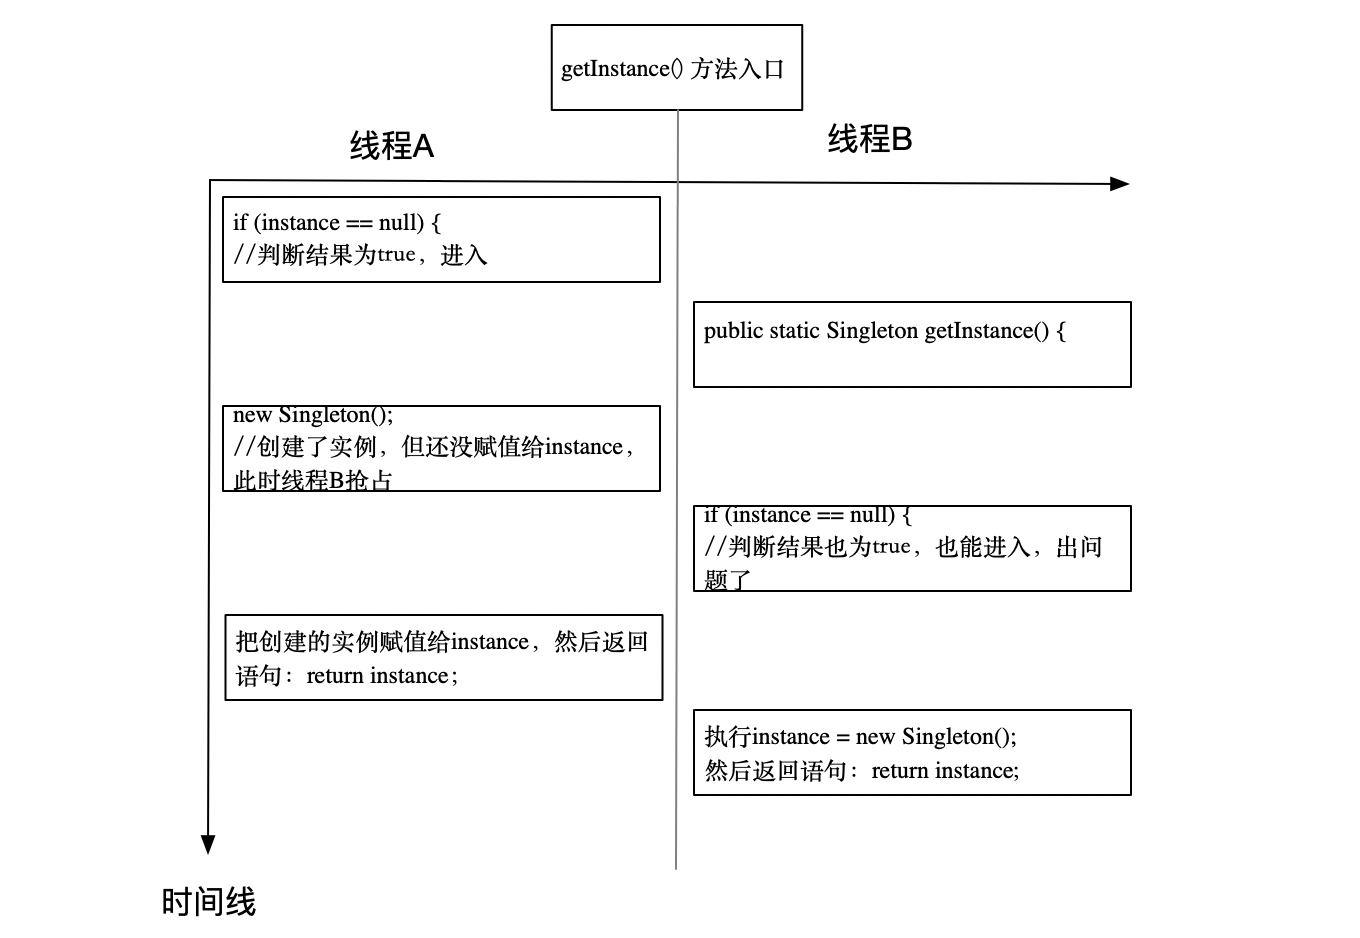 getInstance() 方法入口
线程A
线程B
if (instance == null) {
//判断结果为true，进入
public static Singleton getInstance() {
new Singleton();
//创建了实例，但还没赋值给instance，
此时线程B抢占
if (instance == null) {
//判断结果也为true，也能进入，出问
题了
把创建的实例赋值给instance，然后返回
语句：return instance；
执行instance = new Singleton();
然后返回语句：return instance;
时间线